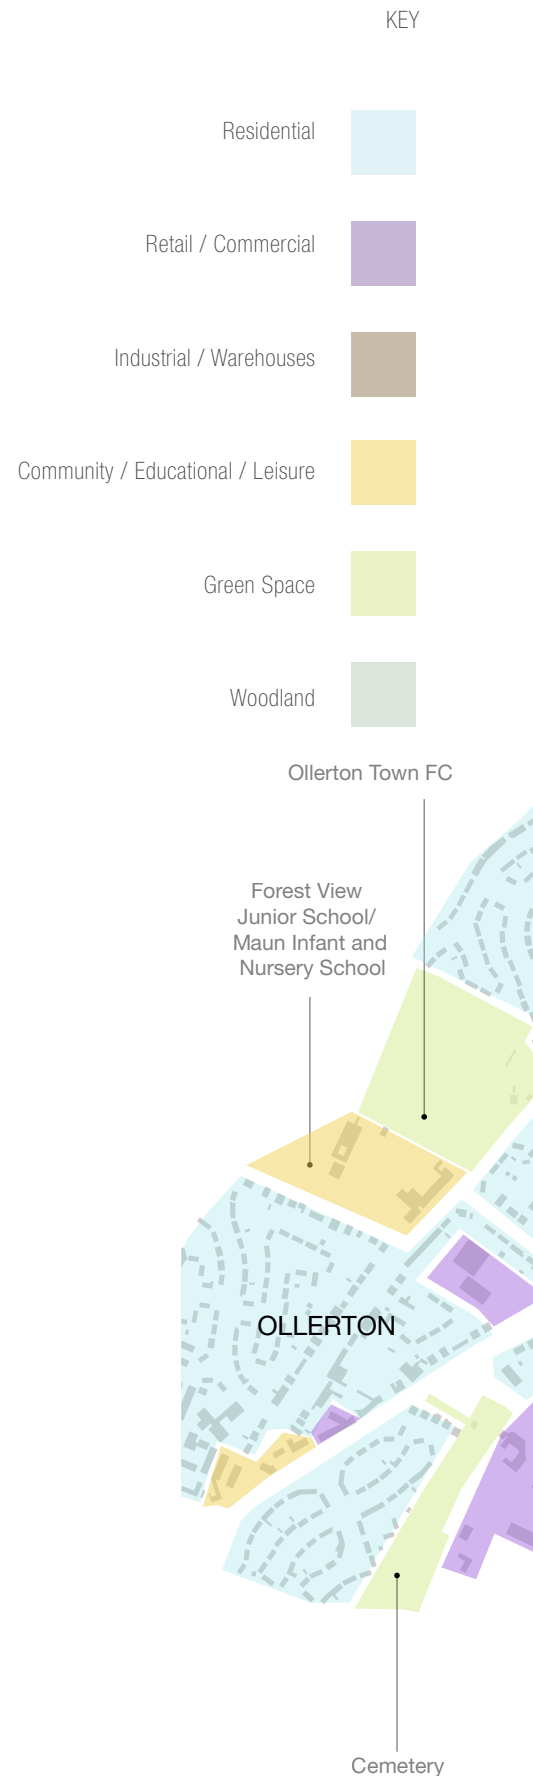 KEY
Residential
Retail / Commercial
Industrial / Warehouses
Community / Educational / Leisure
Green Space
Woodland
Ollerton Town FC
Forest View
Junior School/
Maun Infant and
Nursery School
OLLERTON
Cemetery